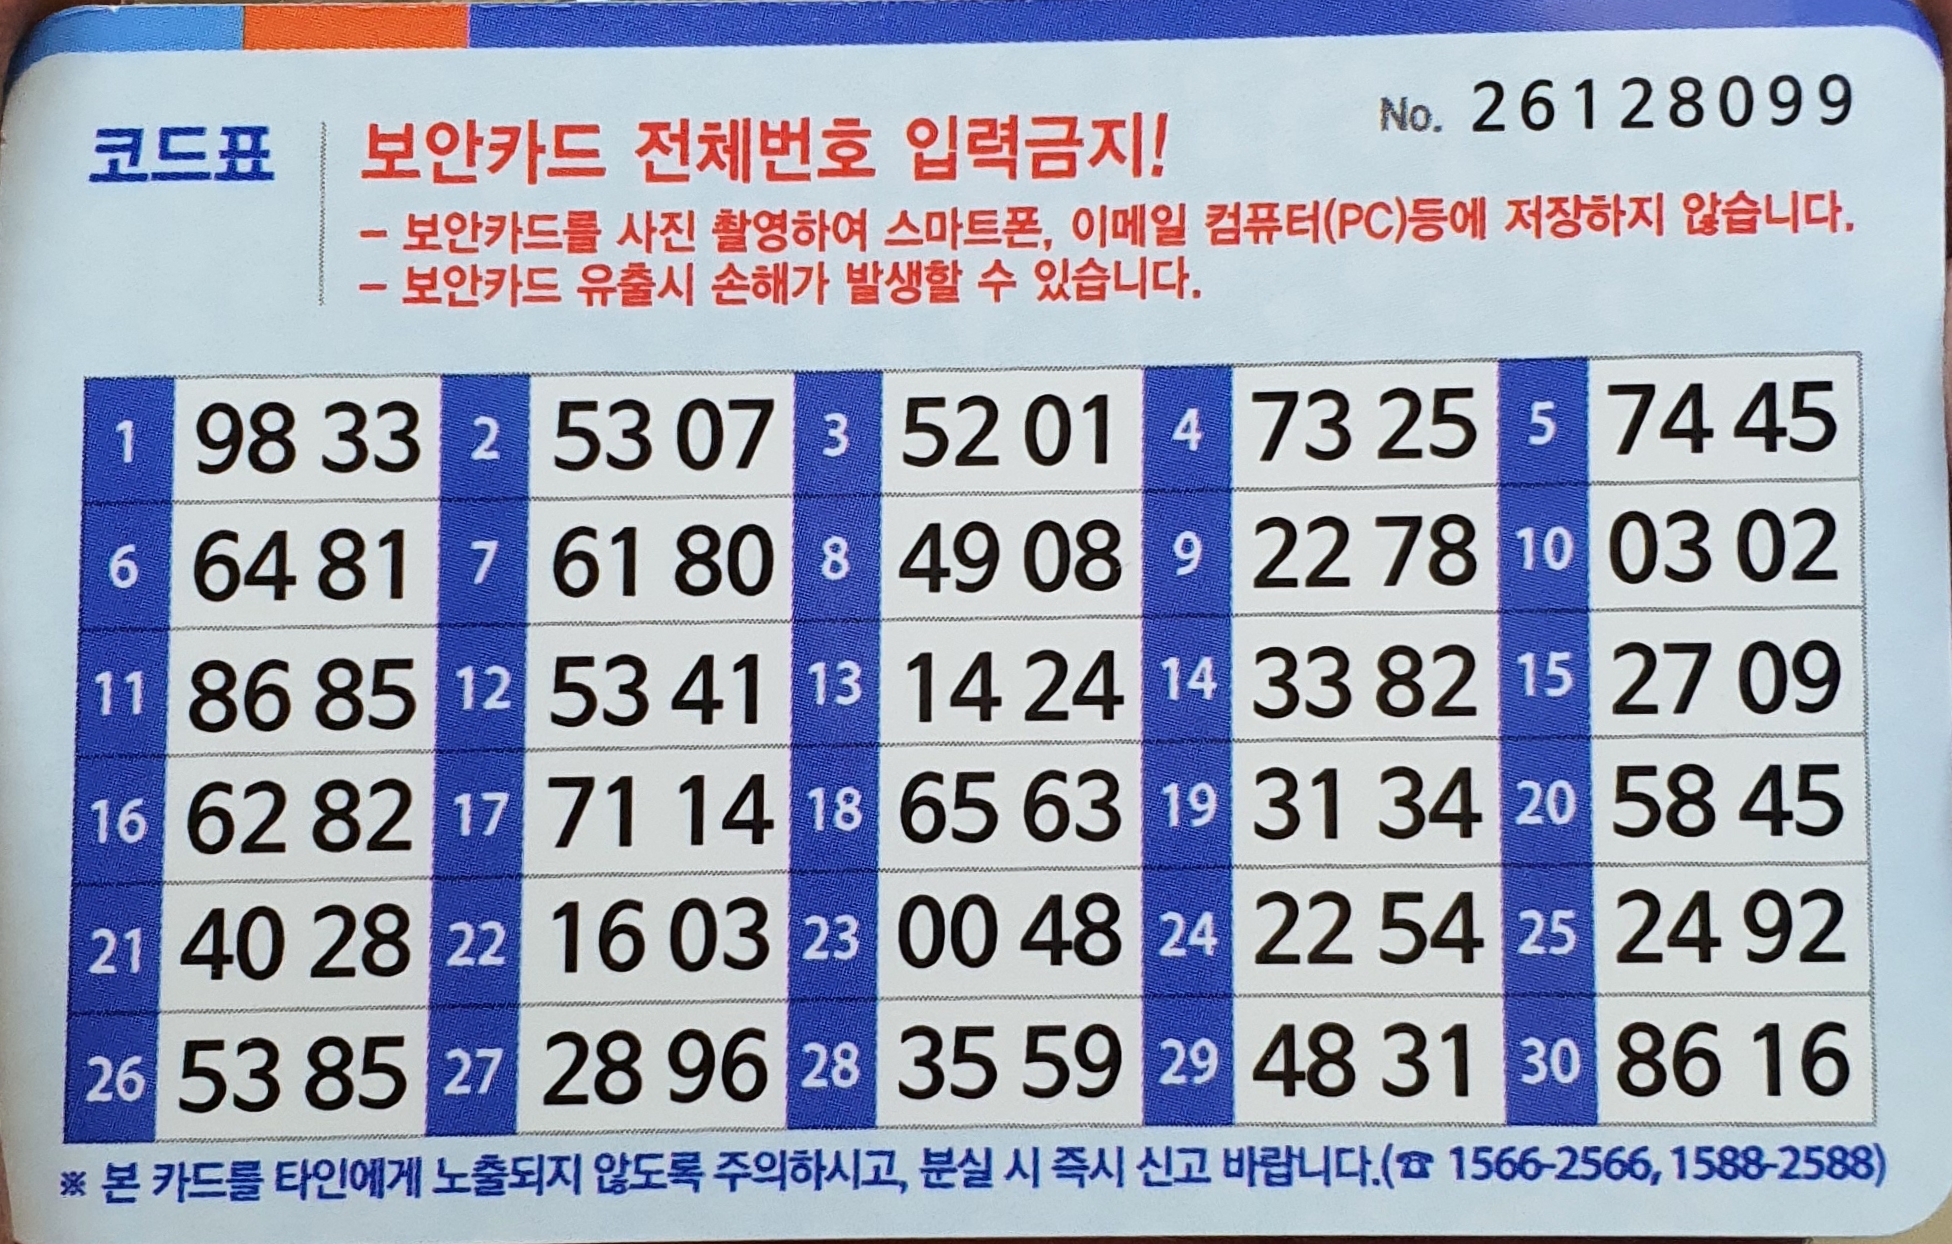 코드표
보안카드 전체번호 입력금지!
No. 26128099
- 보안카드를 사진 촬영하여 스마트폰, 이메일 컴퓨터(PC)등에 저장하지 않습니다.
- 보안카드 유출시 손해가 발생할 수 있습니다.
1 98 33 2 53 07 3 52 01 4 73 25 5 74 45
6 64 81 7 61 80 8 49 08 9 22 78 10 03 02
11 86 85 12 53 41 13 14 24 14 33 82 15 27 09
16 62 82 17 71 14 18 65 63 19 31 34 20 58 45
21 40 28 22 16 03 23 00 48 24 22 54 25 24 92
26 53 85 27 28 96 28 35 59 29 48 31 30 86 16
※ 본 카드를 타인에게 노출되지 않도록 주의하시고, 분실 시 즉시 신고 바랍니다.(☎ 1566-2566, 1588-2588)